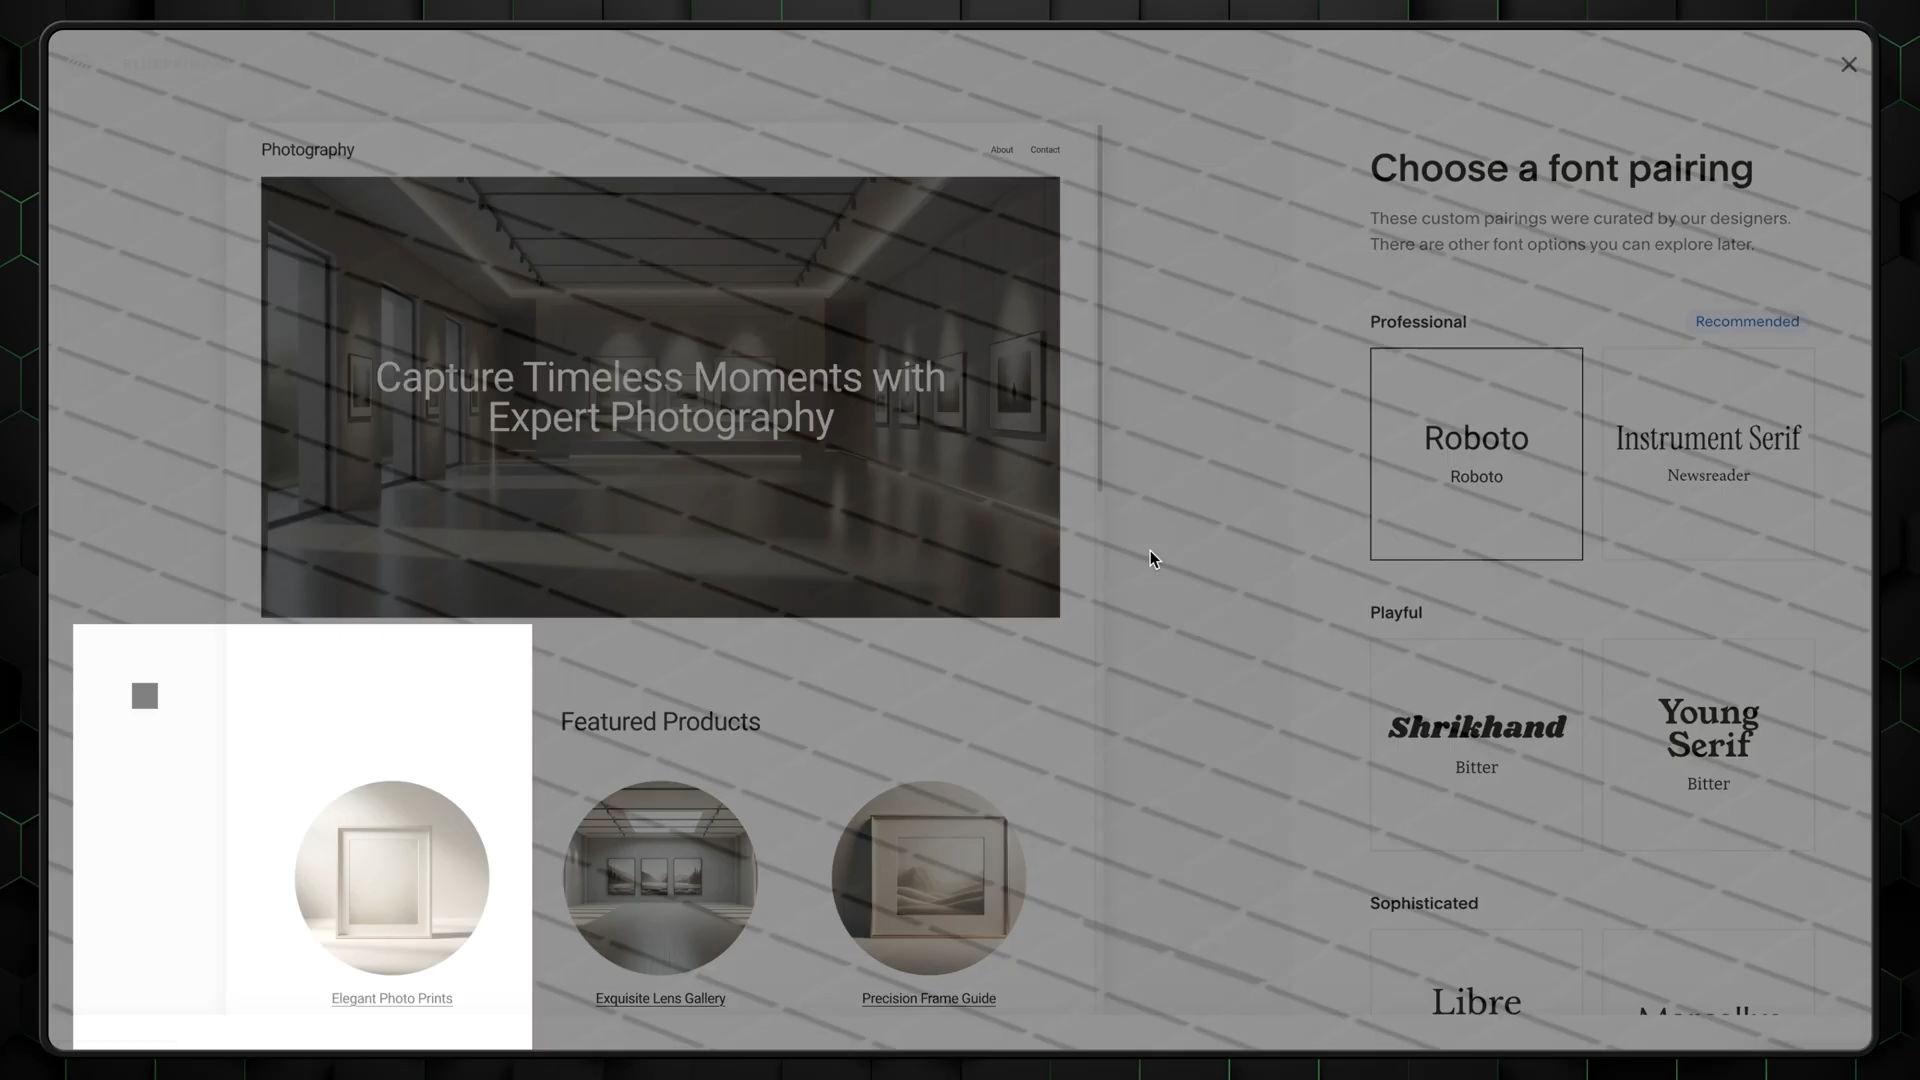 Photography
About Contact
Capture Timeless Moments with
Expert Photography
Featured Products
Elegant Photo Prints
Exquisite Lens Gallery
Precision Frame Guide
Choose a font pairing
These custom pairings were curated by our designers.
There are other font options you can explore later.
Professional
Recommended
Roboto
Roboto
Instrument Serif
Newsreader
Playful
Shrikhand
Bitter
Young
Serif
Bitter
Sophisticated
Libre